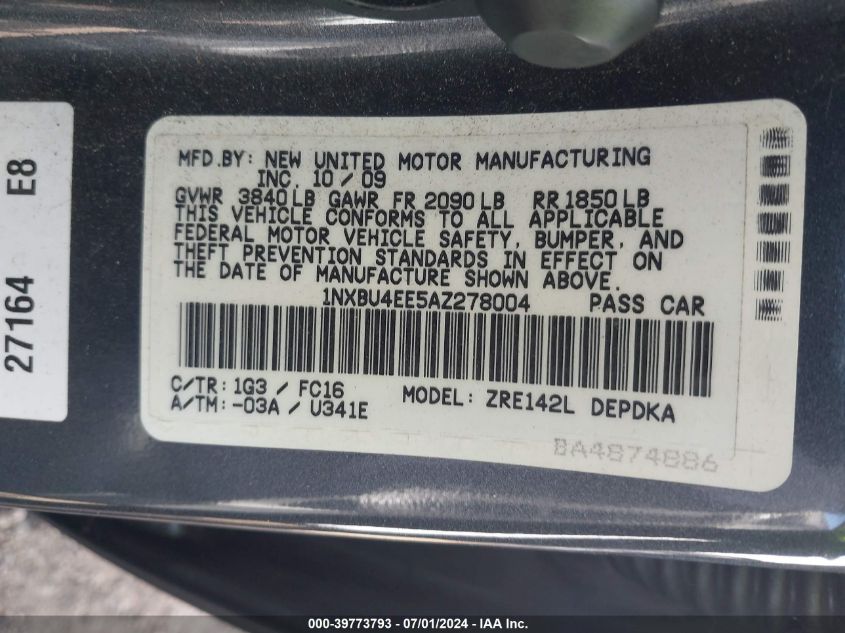 27164 E8
MFD.BY: NEW UNITED MOTOR MANUFACTURING
INC. 10 / 09
GVWR 3840 LB GAWR FR 2090 LB RR 1850 LB
THIS VEHICLE CONFORMS TO ALL APPLICABLE
FEDERAL MOTOR VEHICLE SAFETY, BUMPER, AND
THEFT PREVENTION STANDARDS IN EFFECT ON
THE DATE OF MANUFACTURE SHOWN ABOVE.
1NXBU4EE5AZ278004 PASS CAR
C/TR: 1G3 / FC16
A/TM: -03A / U341E
MODEL: ZRE142L DEPDKA
BA4874886
000-39773793 - 07/01/2024 - IAA Inc.